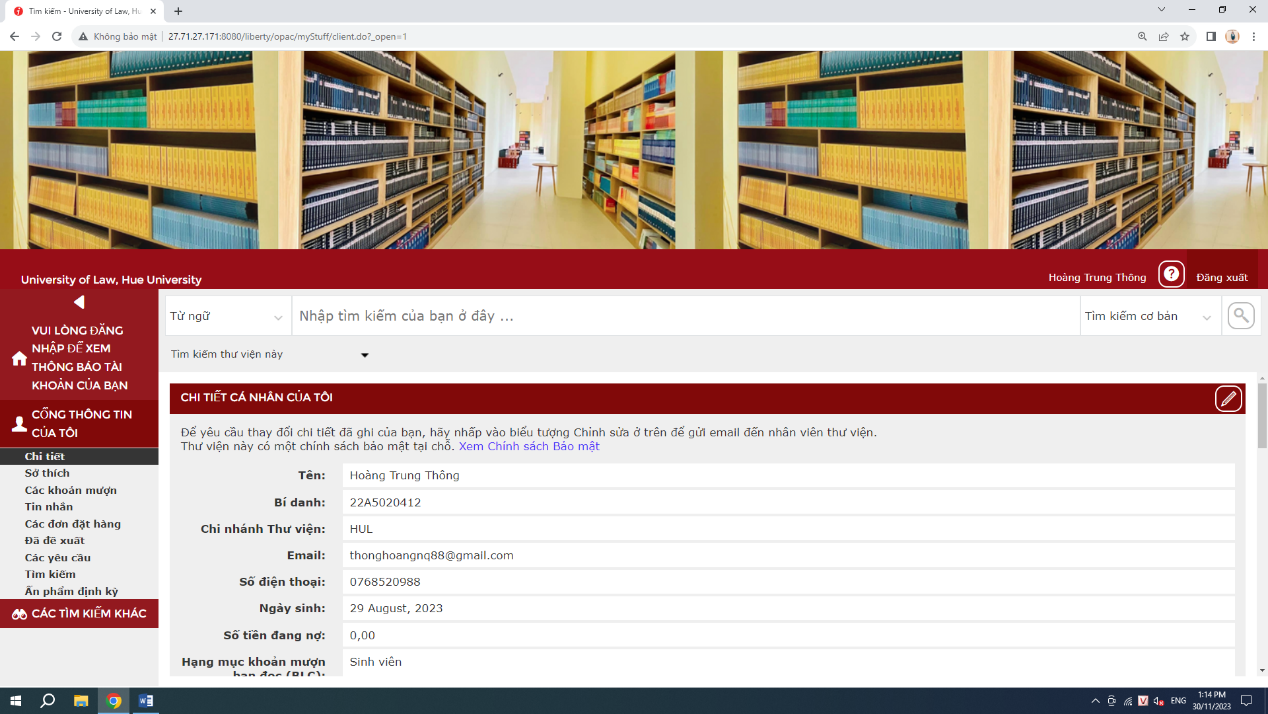 Tìm kiếm - University of Law, Hu
Không bảo mật
27.71.27.171:8080/liberty/opac/myStuff/client.do?_open=1
University of Law, Hue University
Hoàng Trung Thông
Đăng xuất
VUI LÒNG ĐĂNG
NHẬP ĐỂ XEM
THÔNG BÁO TÀI
KHOẢN CỦA BẠN
Từ ngữ
Nhập tìm kiếm của bạn ở đây ...
Tìm kiếm cơ bản
Tìm kiếm thư viện này
CỔNG THÔNG TIN
CỦA TÔI
Chi tiết
Sở thích
Các khoản mượn
Tin nhắn
Các đơn đặt hàng
Đã đề xuất
Các yêu cầu
Tìm kiếm
Ấn phẩm định kỳ
CÁC TÌM KIẾM KHÁC
CHI TIẾT CÁ NHÂN CỦA TÔI
Để yêu cầu thay đổi chi tiết đã ghi của bạn, hãy nhấp vào biểu tượng Chỉnh sửa ở trên để gửi email đến nhân viên thư viện.
Thư viện này có một chính sách bảo mật tại chỗ. Xem Chính sách Bảo mật
Tên: Hoàng Trung Thông
Bí danh: 22A5020412
Chi nhánh Thư viện: HUL
Email: thonghoangnq88@gmail.com
Số điện thoại: 0768520988
Ngày sinh: 29 August, 2023
Số tiền đang nợ: 0,00
Hạng mục khoản mượn Sinh viên
bạn đọc (BLC):
ENG
1:14 PM
30/11/2023